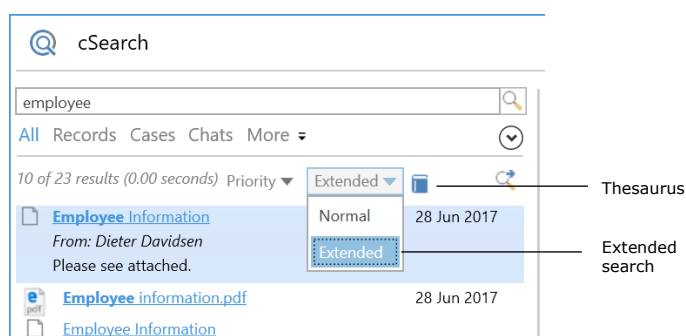 cSearch
employee
All Records Cases Chats More
10 of 23 results (0.00 seconds) Priority Extended
Thesaurus
Normal
Extended
Employee Information 28 Jun 2017
From: Dieter Davidsen
Please see attached.
Extended
search
e
pdf
Employee information.pdf 28 Jun 2017
Employee Information